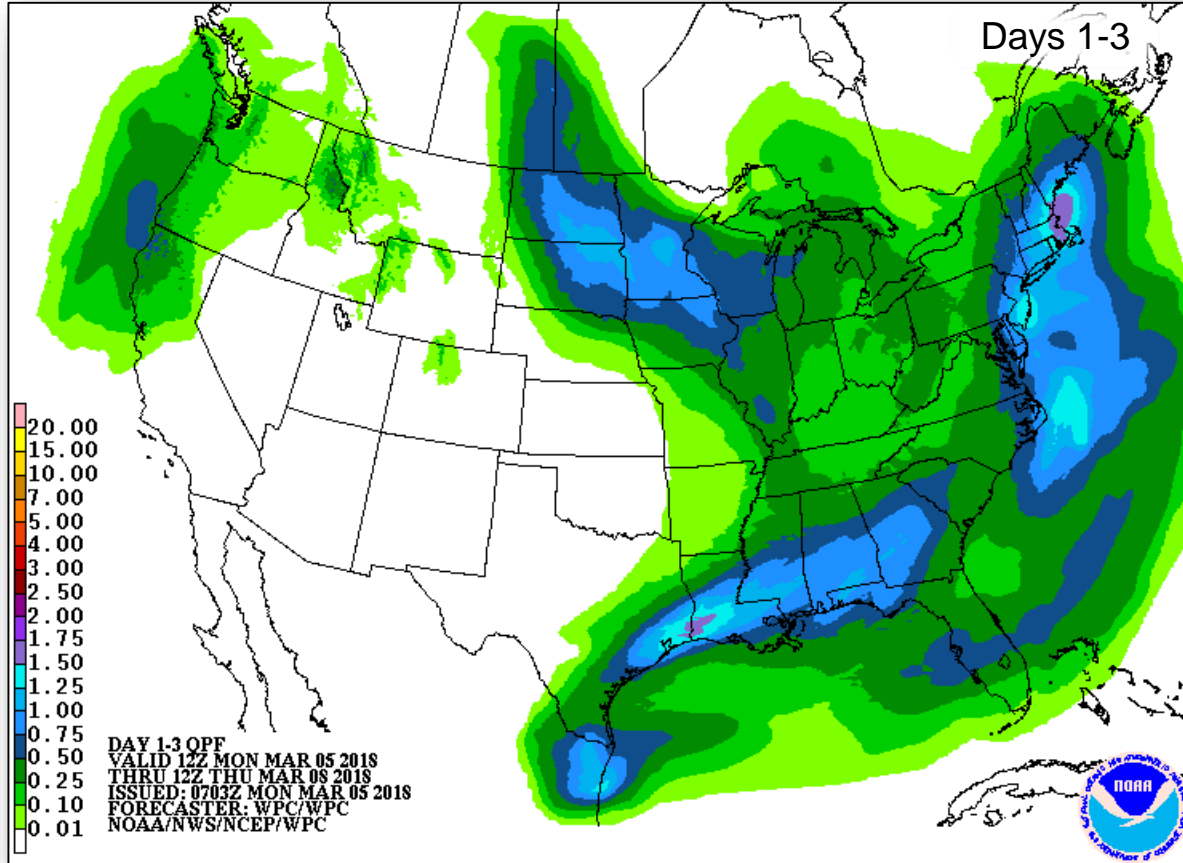 Days 1-3
20.00
15.00
10.00
7.00
5.00
4.00
3.00
2.50
2.00
1.75
1.50
1.25
1.00
0.75
0.50
0.25
0.10
0.01
DAY 1-3 QPF
VALID 12Z MON MAR 05 2018
THRU 12Z THU MAR 08 2018
ISSUED: 0703Z MON MAR 05 2018
FORECASTER: WPC/WPC
NOAA/NWS/NCEP/WPC
NOAA